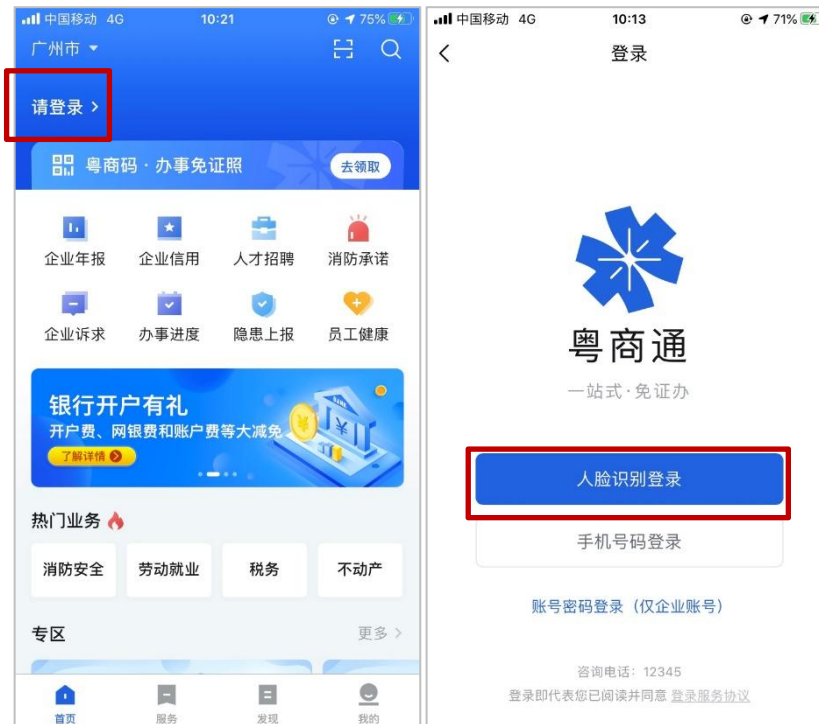 中国移动 4G 10:21 75%
广州市
请登录 >
粤商码 · 办事免证照 去领取
企业年报 企业信用 人才招聘 消防承诺
企业诉求 办事进度 隐患上报 员工健康
银行开户有礼
开户费、网银费和账户费等大减免
了解详情
热门业务
消防安全 劳动就业 税务 不动产
专区 更多 >
首页 服务 发现 我的
中国移动 4G 10:13 71%
登录
粤商通
一站式·免证办
人脸识别登录
手机号码登录
账号密码登录（仅企业账号）
咨询电话：12345
登录即代表您已阅读并同意 登录服务协议